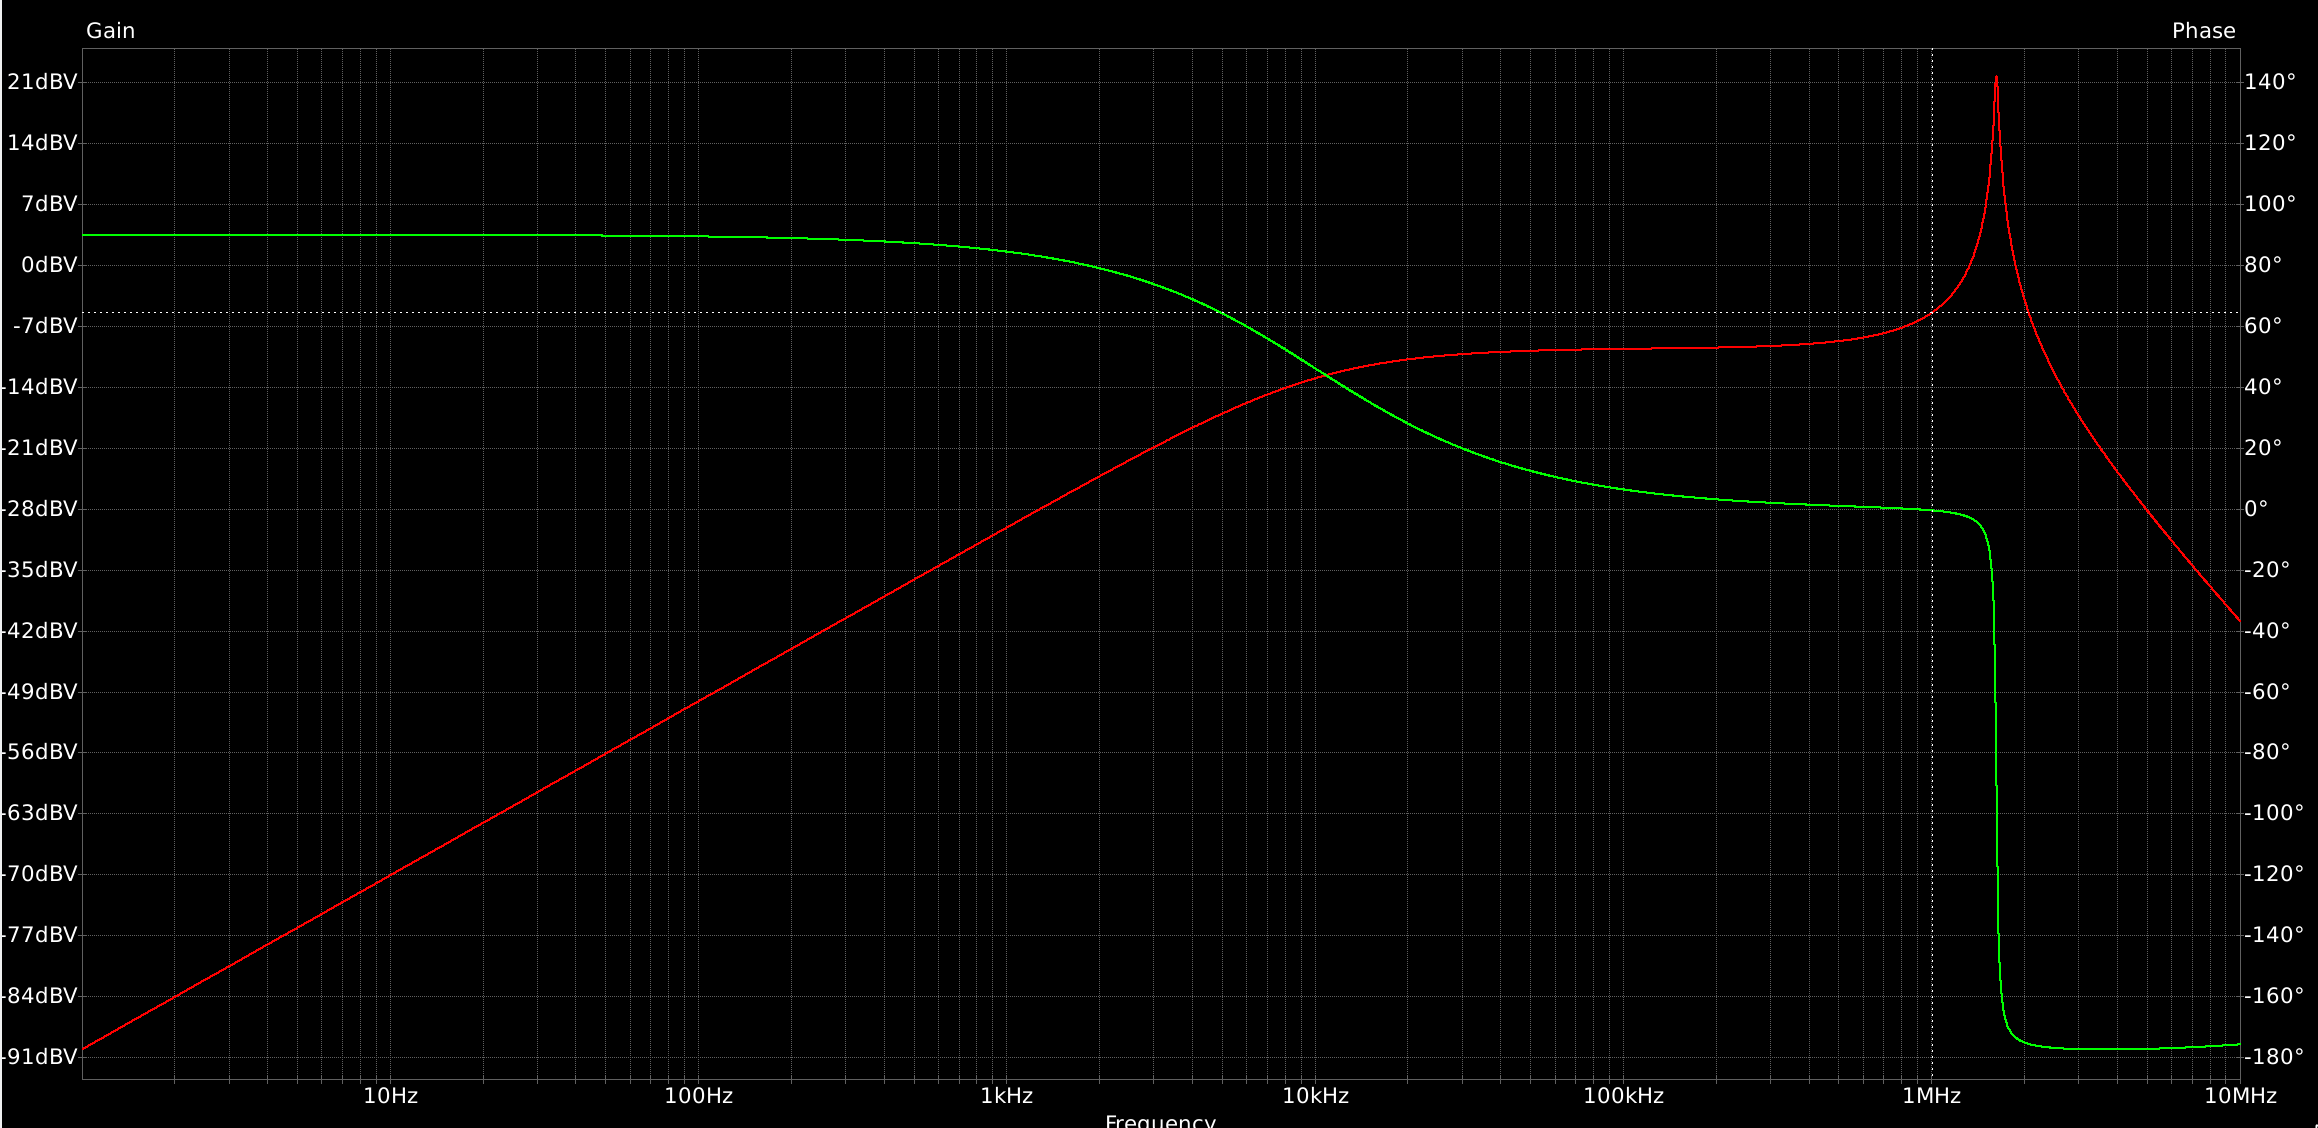 Gain
Phase
21dBV
140°
14dBV
120°
7dBV
100°
0dBV
80°
-7dBV
60°
-14dBV
40°
-21dBV
20°
-28dBV
0°
-35dBV
-20°
-42dBV
-40°
-49dBV
-60°
-56dBV
-80°
-63dBV
-100°
-70dBV
-120°
-77dBV
-140°
-84dBV
-160°
-91dBV
-180°
10Hz 100Hz 1kHz 10kHz 100kHz 1MHz 10MHz
Frequency